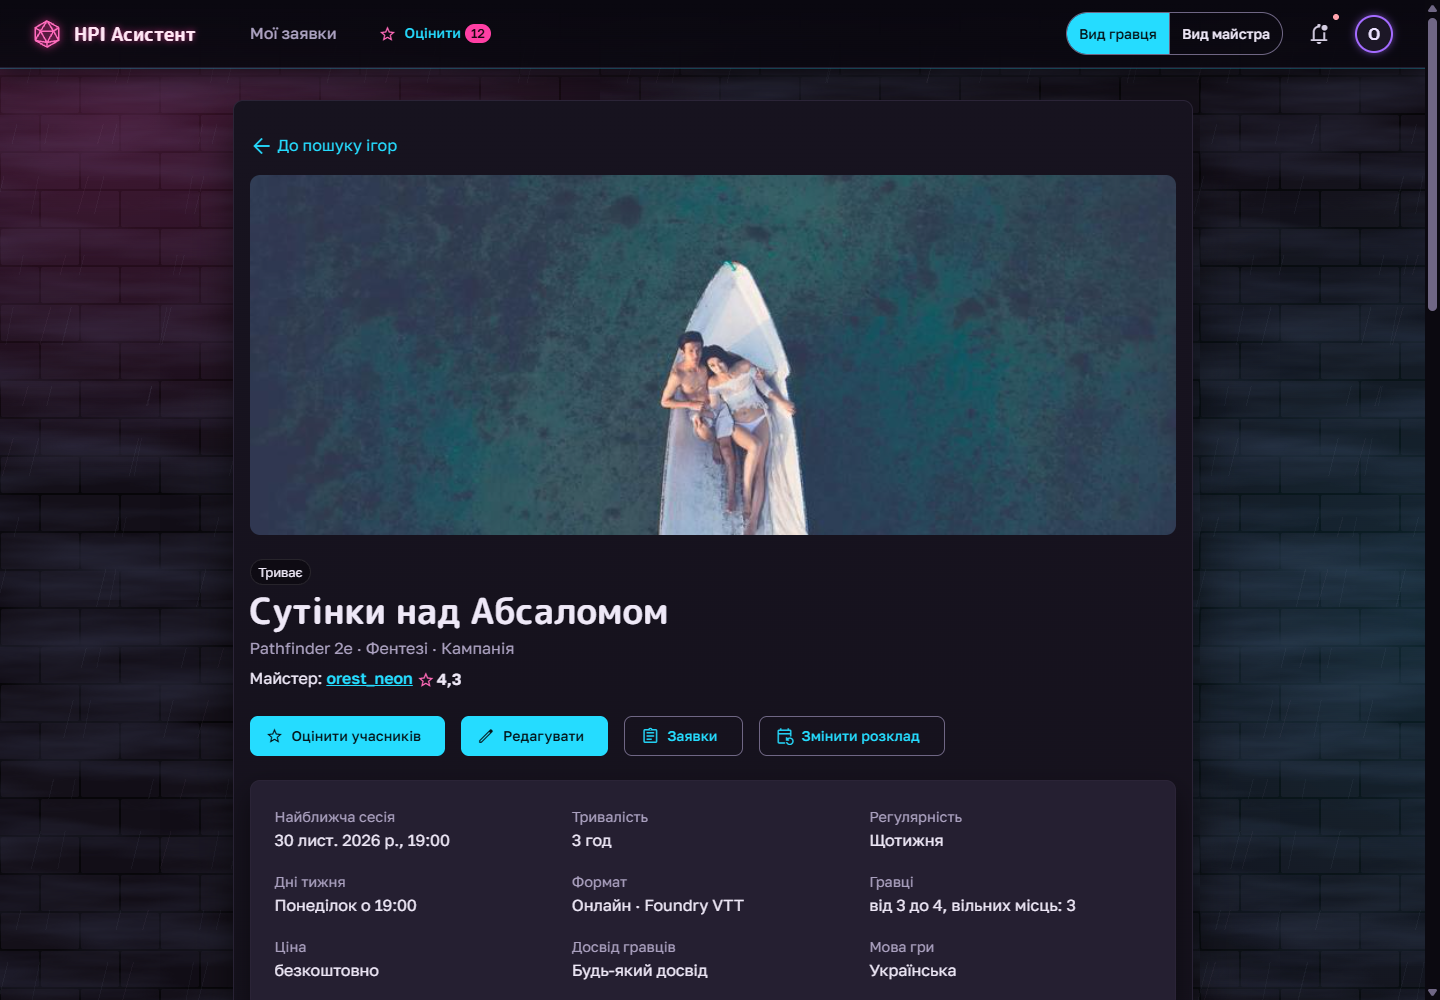 НРІ Асистент
Мої заявки
Оцінити 12
Вид гравця
Вид майстра
О
До пошуку ігор
Триває
Сутінки над Абсаломом
Pathfinder 2e · Фентезі · Кампанія
Майстер: orest_neon 4,3
Оцінити учасників
Редагувати
Заявки
Змінити розклад
Найближча сесія
30 лист. 2026 р., 19:00
Тривалість
3 год
Регулярність
Щотижня
Дні тижня
Понеділок о 19:00
Формат
Онлайн · Foundry VTT
Гравці
від 3 до 4, вільних місць: 3
Ціна
безкоштовно
Досвід гравців
Будь-який досвід
Мова гри
Українська